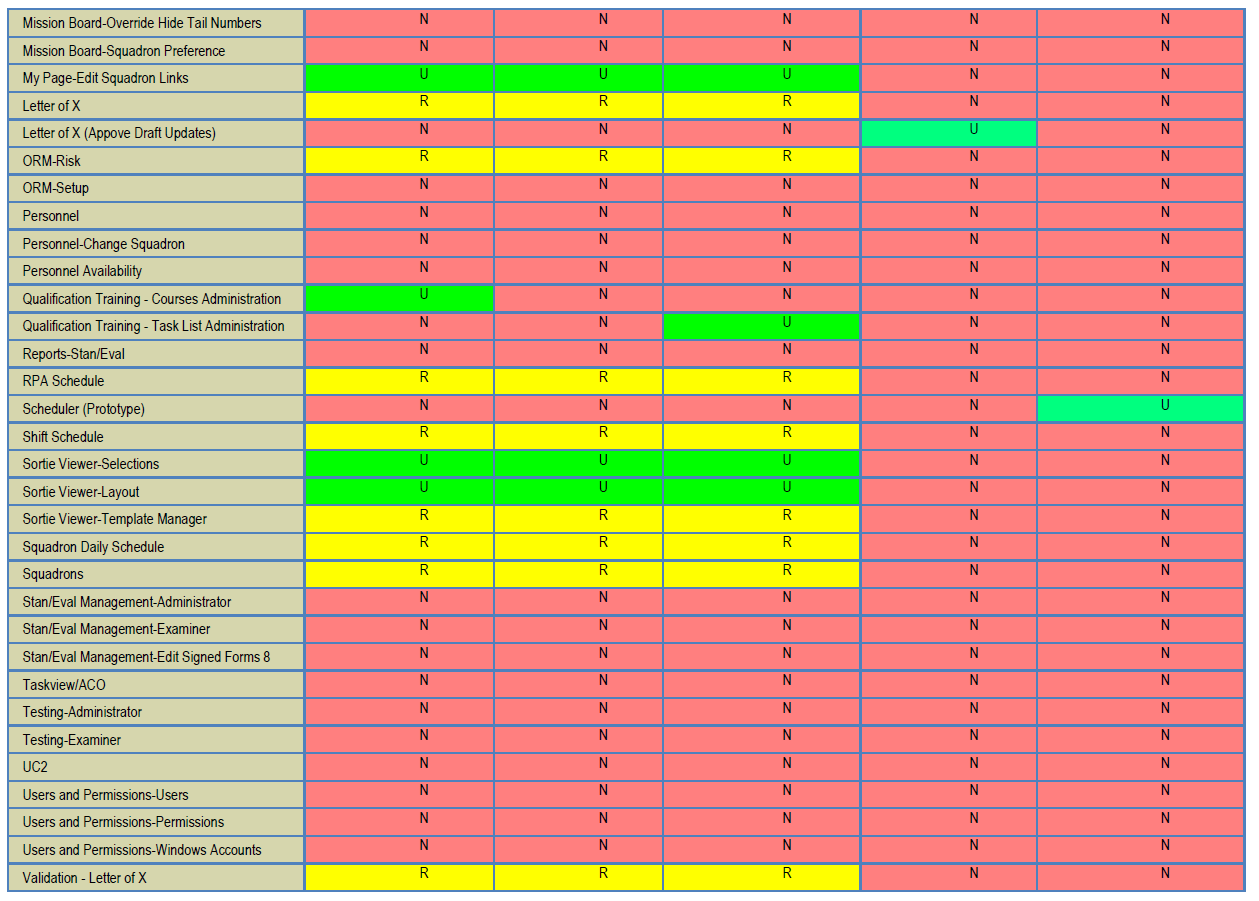 Mission Board-Override Hide Tail Numbers N N N N N
Mission Board-Squadron Preference N N N N N
My Page-Edit Squadron Links U U U N N
Letter of X R R R N N
Letter of X (Appove Draft Updates) N N N U N
ORM-Risk R R R N N
ORM-Setup N N N N N
Personnel N N N N N
Personnel-Change Squadron N N N N N
Personnel Availability N N N N N
Qualification Training - Courses Administration U N N N N
Qualification Training - Task List Administration N N U N N
Reports-Stan/Eval N N N N N
RPA Schedule R R R N N
Scheduler (Prototype) N N N N U
Shift Schedule R R R N N
Sortie Viewer-Selections U U U N N
Sortie Viewer-Layout U U U N N
Sortie Viewer-Template Manager R R R N N
Squadron Daily Schedule R R R N N
Squadrons R R R N N
Stan/Eval Management-Administrator N N N N N
Stan/Eval Management-Examiner N N N N N
Stan/Eval Management-Edit Signed Forms 8 N N N N N
Taskview/ACO N N N N N
Testing-Administrator N N N N N
Testing-Examiner N N N N N
UC2 N N N N N
Users and Permissions-Users N N N N N
Users and Permissions-Permissions N N N N N
Users and Permissions-Windows Accounts N N N N N
Validation - Letter of X R R R N N